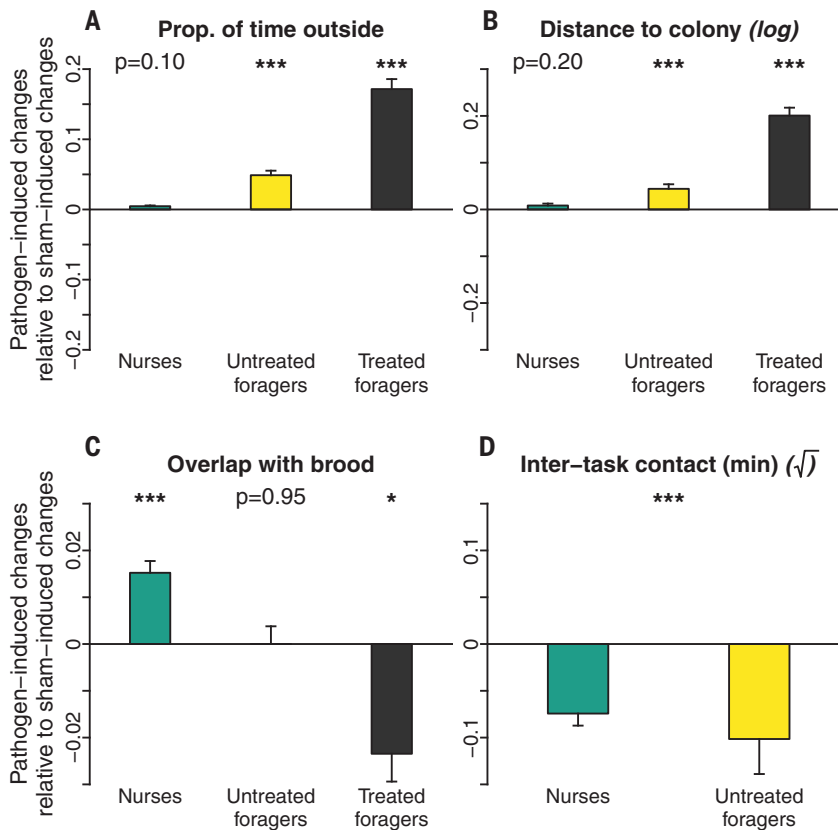 A
Prop. of time outside
p=0.10
***
***
0.2
0.1
0
−0.1
−0.2
Pathogen−induced changes
relative to sham−induced changes
Nurses
Untreated
foragers
Treated
foragers
B
Distance to colony (log)
p=0.20
***
***
0.2
0
−0.2
Nurses
Untreated
foragers
Treated
foragers
C
Overlap with brood
***
p=0.95
*
0.02
0
−0.02
Pathogen−induced changes
relative to sham−induced changes
Nurses
Untreated
foragers
Treated
foragers
D
Inter−task contact (min) (√)
***
0.1
0
−0.1
Nurses
Untreated
foragers